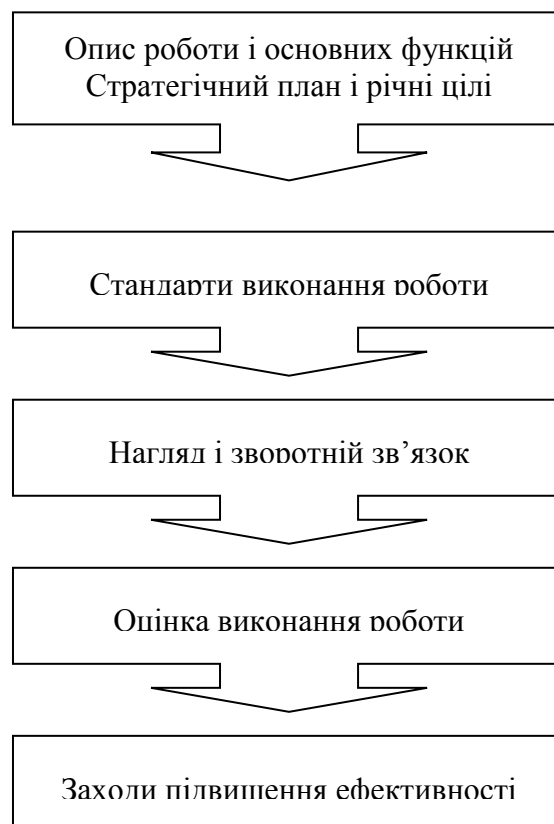 Опис роботи і основних функцій
Стратегічний план і річні цілі
Стандарти виконання роботи
Нагляд і зворотній зв’язок
Оцінка виконання роботи
Заходи підвищення ефективності